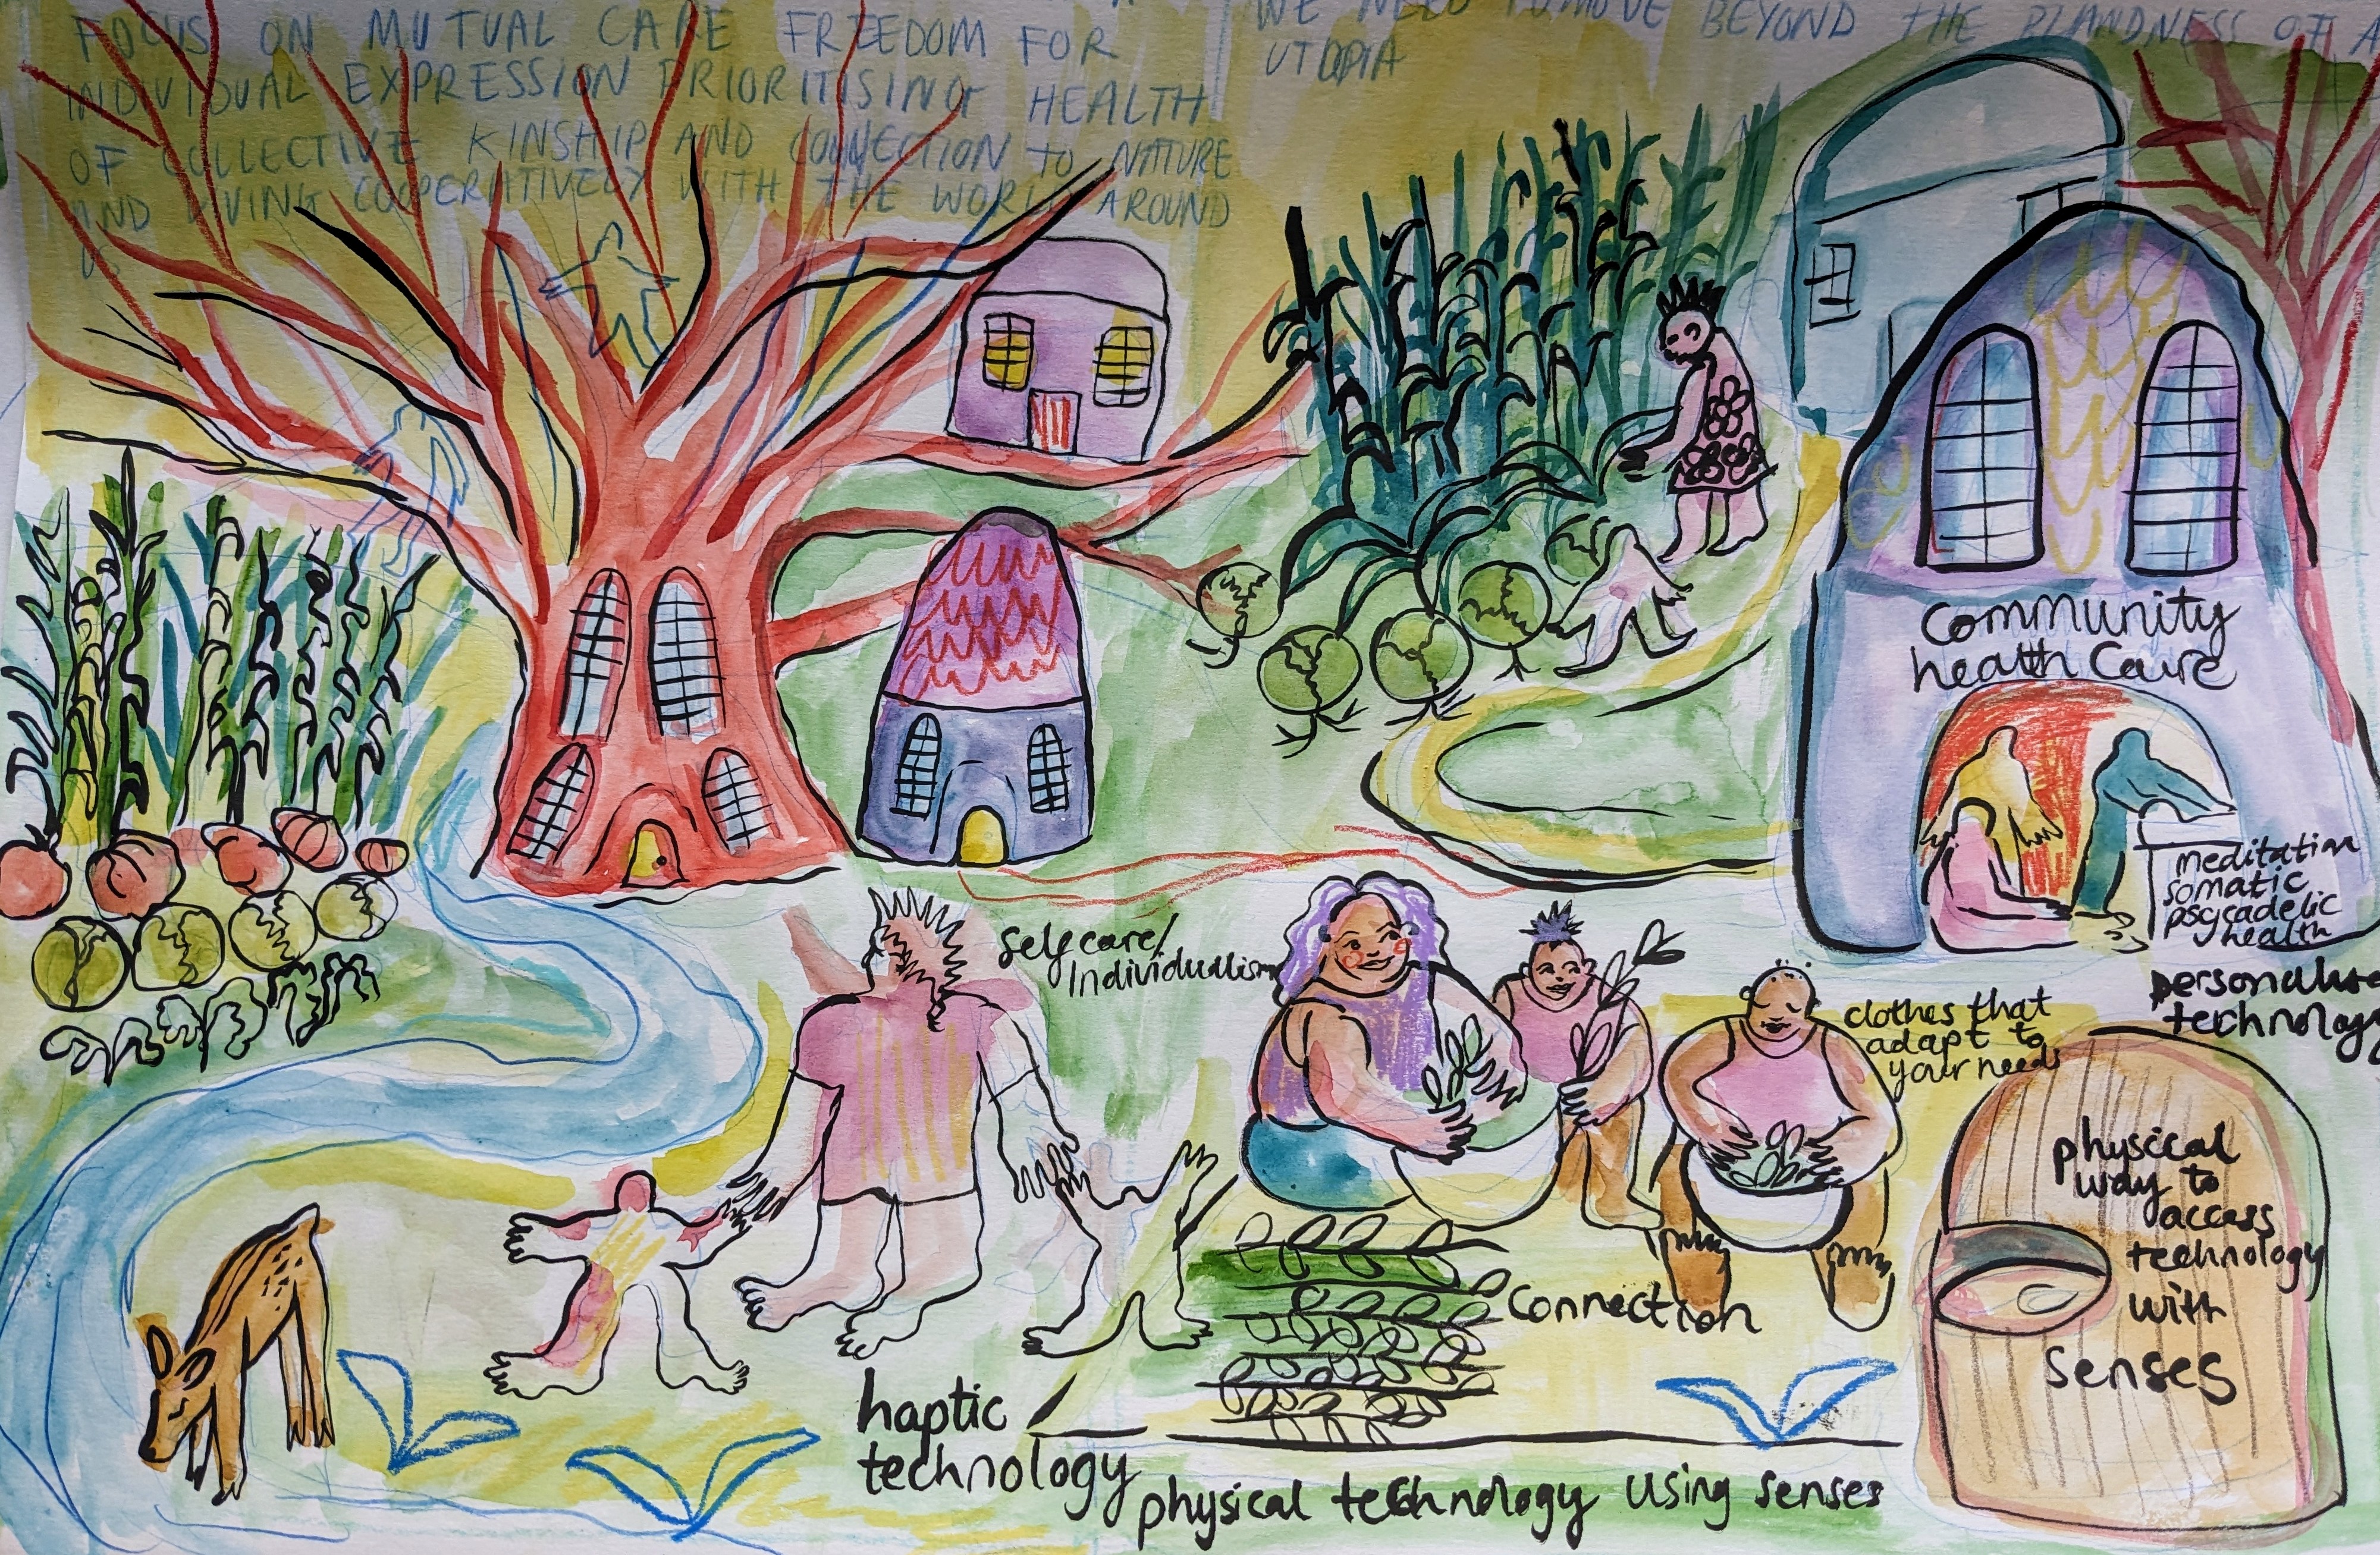 FOCUS ON MUTUAL CARE FREEDOM FOR
INDIVIDUAL EXPRESSION PRIORITISING HEALTH
OF COLLECTIVE KINSHIP AND CONNECTION TO NATURE
AND LIVING COOPERATIVELY WITH THE WORLD AROUND
US
WE NEED TO MOVE BEYOND THE BLANDNESS OF A
UTOPIA
Community
health Care
meditation
somatic
psycadelic
health
Self care/
Individualism
clothes that
adapt to
your needs
personalise
technology
physical
way to
access
technology
with
senses
Connection
haptic
technology
physical technology using senses